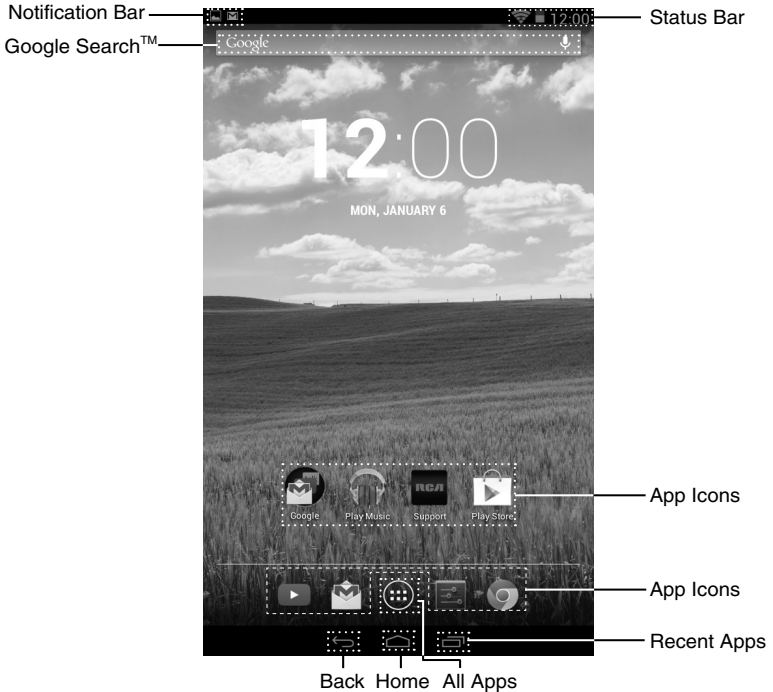 Notification Bar
12:00
Status Bar
Google Search™
Google
12:00
MON, JANUARY 6
RCA
Google
Play Music
Support
Play Store
App Icons
App Icons
Recent Apps
Back
Home
All Apps